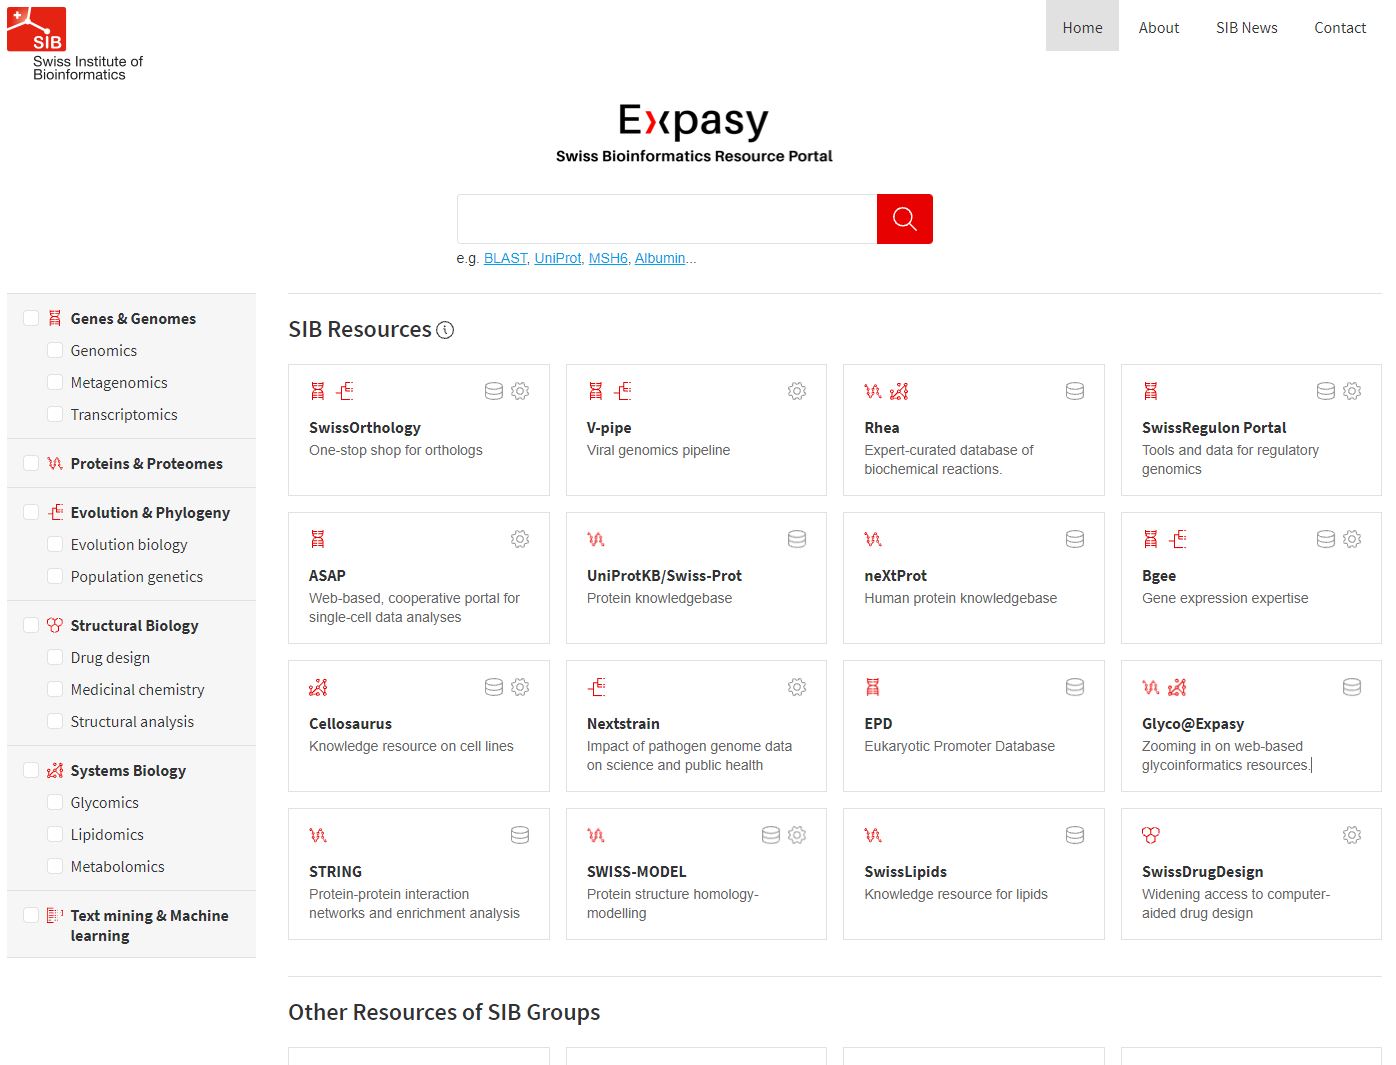 SIB
Swiss Institute of
Bioinformatics
Home
About
SIB News
Contact
Expasy
Swiss Bioinformatics Resource Portal
e.g. BLAST, UniProt, MSH6, Albumin...
Genes & Genomes
Genomics
Metagenomics
Transcriptomics
Proteins & Proteomes
Evolution & Phylogeny
Evolution biology
Population genetics
Structural Biology
Drug design
Medicinal chemistry
Structural analysis
Systems Biology
Glycomics
Lipidomics
Metabolomics
Text mining & Machine
learning
SIB Resources
SwissOrthology
One-stop shop for orthologs
V-pipe
Viral genomics pipeline
Rhea
Expert-curated database of
biochemical reactions.
SwissRegulon Portal
Tools and data for regulatory
genomics
ASAP
Web-based, cooperative portal for
single-cell data analyses
UniProtKB/Swiss-Prot
Protein knowledgebase
neXtProt
Human protein knowledgebase
Bgee
Gene expression expertise
Cellosaurus
Knowledge resource on cell lines
Nextstrain
Impact of pathogen genome data
on science and public health
EPD
Eukaryotic Promoter Database
Glyco@Expasy
Zooming in on web-based
glycoinformatics resources.
STRING
Protein-protein interaction
networks and enrichment analysis
SWISS-MODEL
Protein structure homology-
modelling
SwissLipids
Knowledge resource for lipids
SwissDrugDesign
Widening access to computer-
aided drug design
Other Resources of SIB Groups